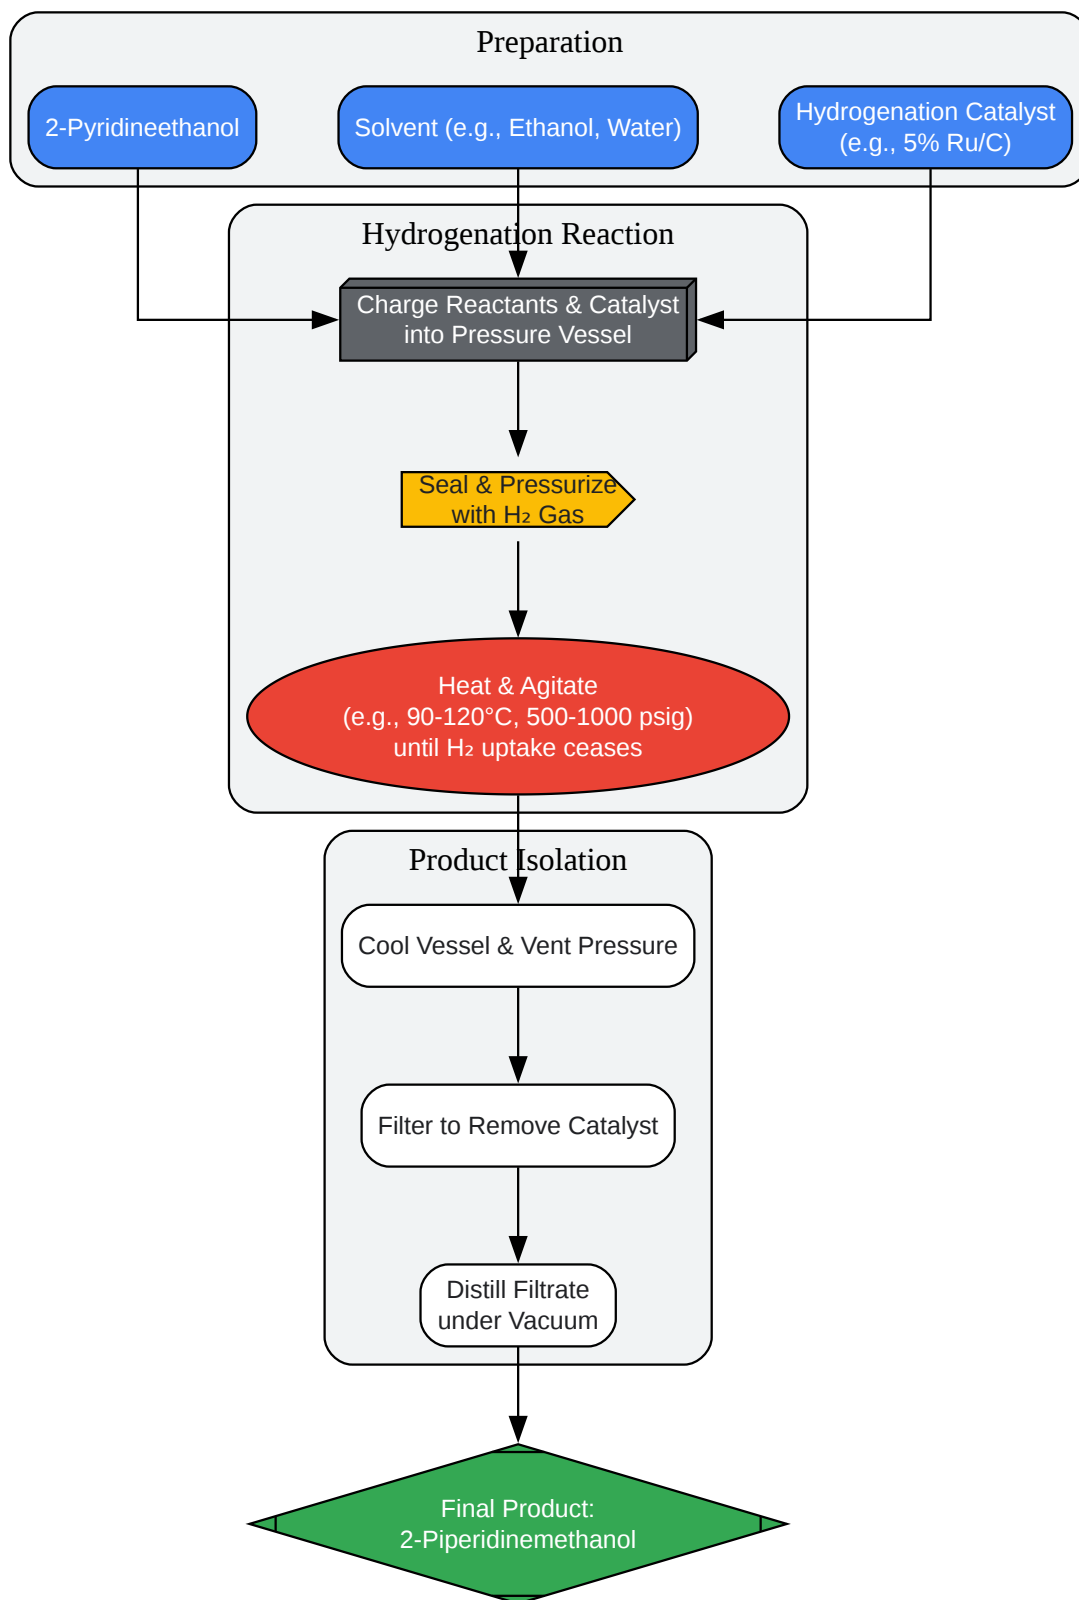 Preparation
2-Pyridineethanol
Solvent (e.g., Ethanol, Water)
Hydrogenation Catalyst
(e.g., 5% Ru/C)
Hydrogenation Reaction
Charge Reactants & Catalyst
into Pressure Vessel
Seal & Pressurize
with H₂ Gas
Heat & Agitate
(e.g., 90-120°C, 500-1000 psig)
until H₂ uptake ceases
Product Isolation
Cool Vessel & Vent Pressure
Filter to Remove Catalyst
Distill Filtrate
under Vacuum
Final Product:
2-Piperidinemethanol